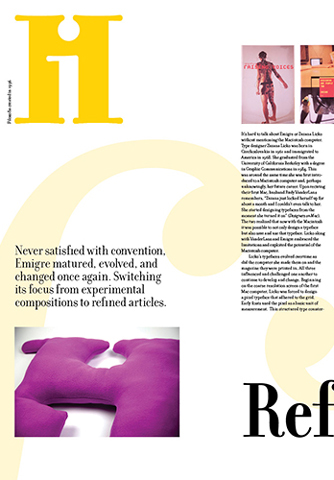 H
Filosofia created in 1996
Never satisfied with convention,
Emigre matured, evolved, and
changed once again. Switching
its focus from experimental
compositions to refined articles.
It's hard to talk about Emigre or Zuzana Licko
without mentioning the Macintosh computer.
Type designer Zuzana Licko was born in
Czechoslovakia in 1961 and immigrated to
America in 1968. She graduated from the
University of California Berkeley with a degree
in Graphic Communications in 1984. This
was around the same time she was first intro-
duced to a Macintosh computer and, perhaps
unknowingly, her future career. Upon receiving
their first Mac, husband Rudy VanderLans
remembers, "Zuzana just locked herself up for
about a month and I couldn't even talk to her.
She started designing typefaces from the
moment she turned it on"
The two realized that now with the Macintosh
it was possible to not only design a typeface
but also save and use that typeface. Licko along
with VanderLans and Emigre embraced the
limitations and exploited the potential of the
Macintosh computer.
Licko's typefaces evolved overtime as
did the computer she made them on and the
magazine they were printed in. All three
influenced and challenged one another to
continue to develop and change. Beginning
on the coarse resolution screen of the first
Mac computer, Licko was forced to design
a pixel typeface that adhered to the grid.
Early fonts used the pixel as a basic unit of
measurement. This structured type counter
Ref